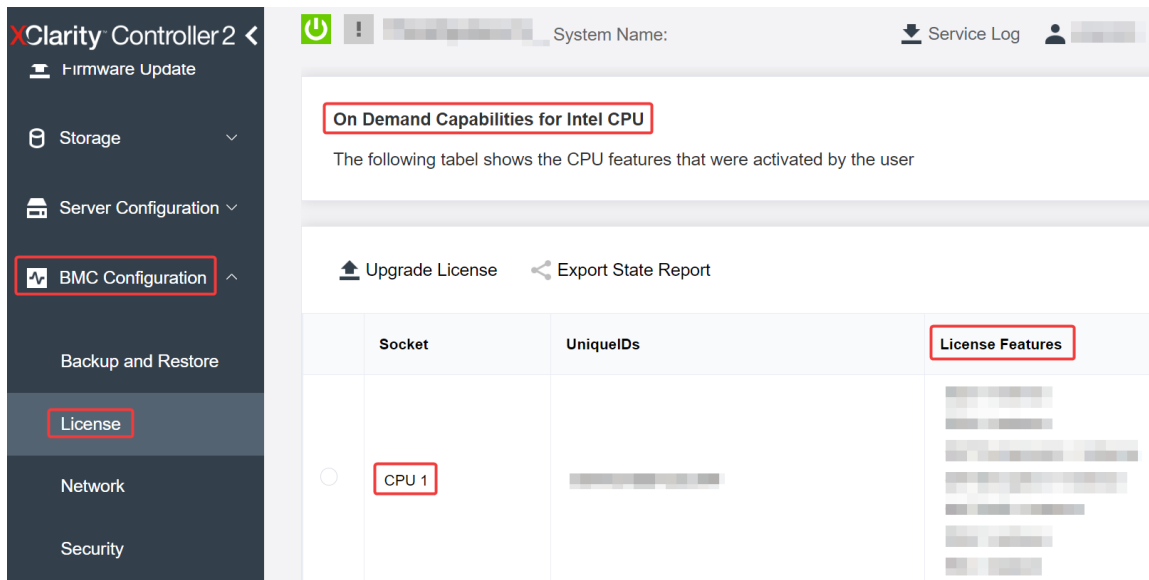 XClarity Controller 2
Firmware Update
Storage
Server Configuration
BMC Configuration
Backup and Restore
License
Network
Security
System Name:
Service Log
On Demand Capabilities for Intel CPU
The following tabel shows the CPU features that were activated by the user
Upgrade License
Export State Report
Socket
UniqueIDs
License Features
CPU 1